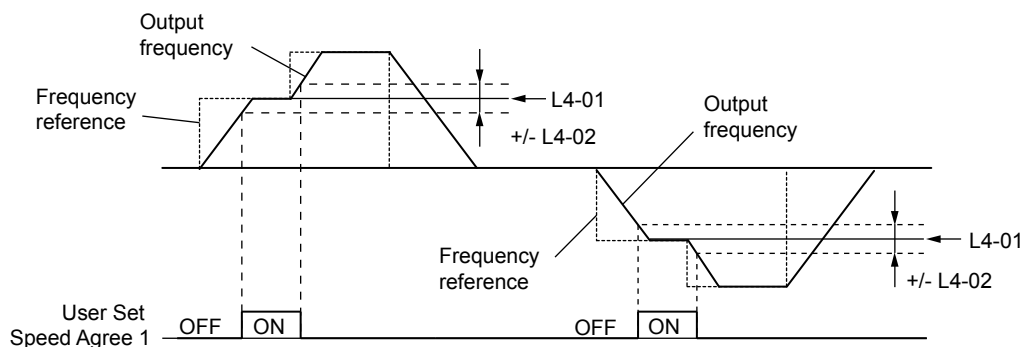 Output
frequency
Frequency
reference
L4-01
+/- L4-02
Output
frequency
Frequency
reference
L4-01
+/- L4-02
User Set
Speed Agree 1
OFF
ON
OFF
ON